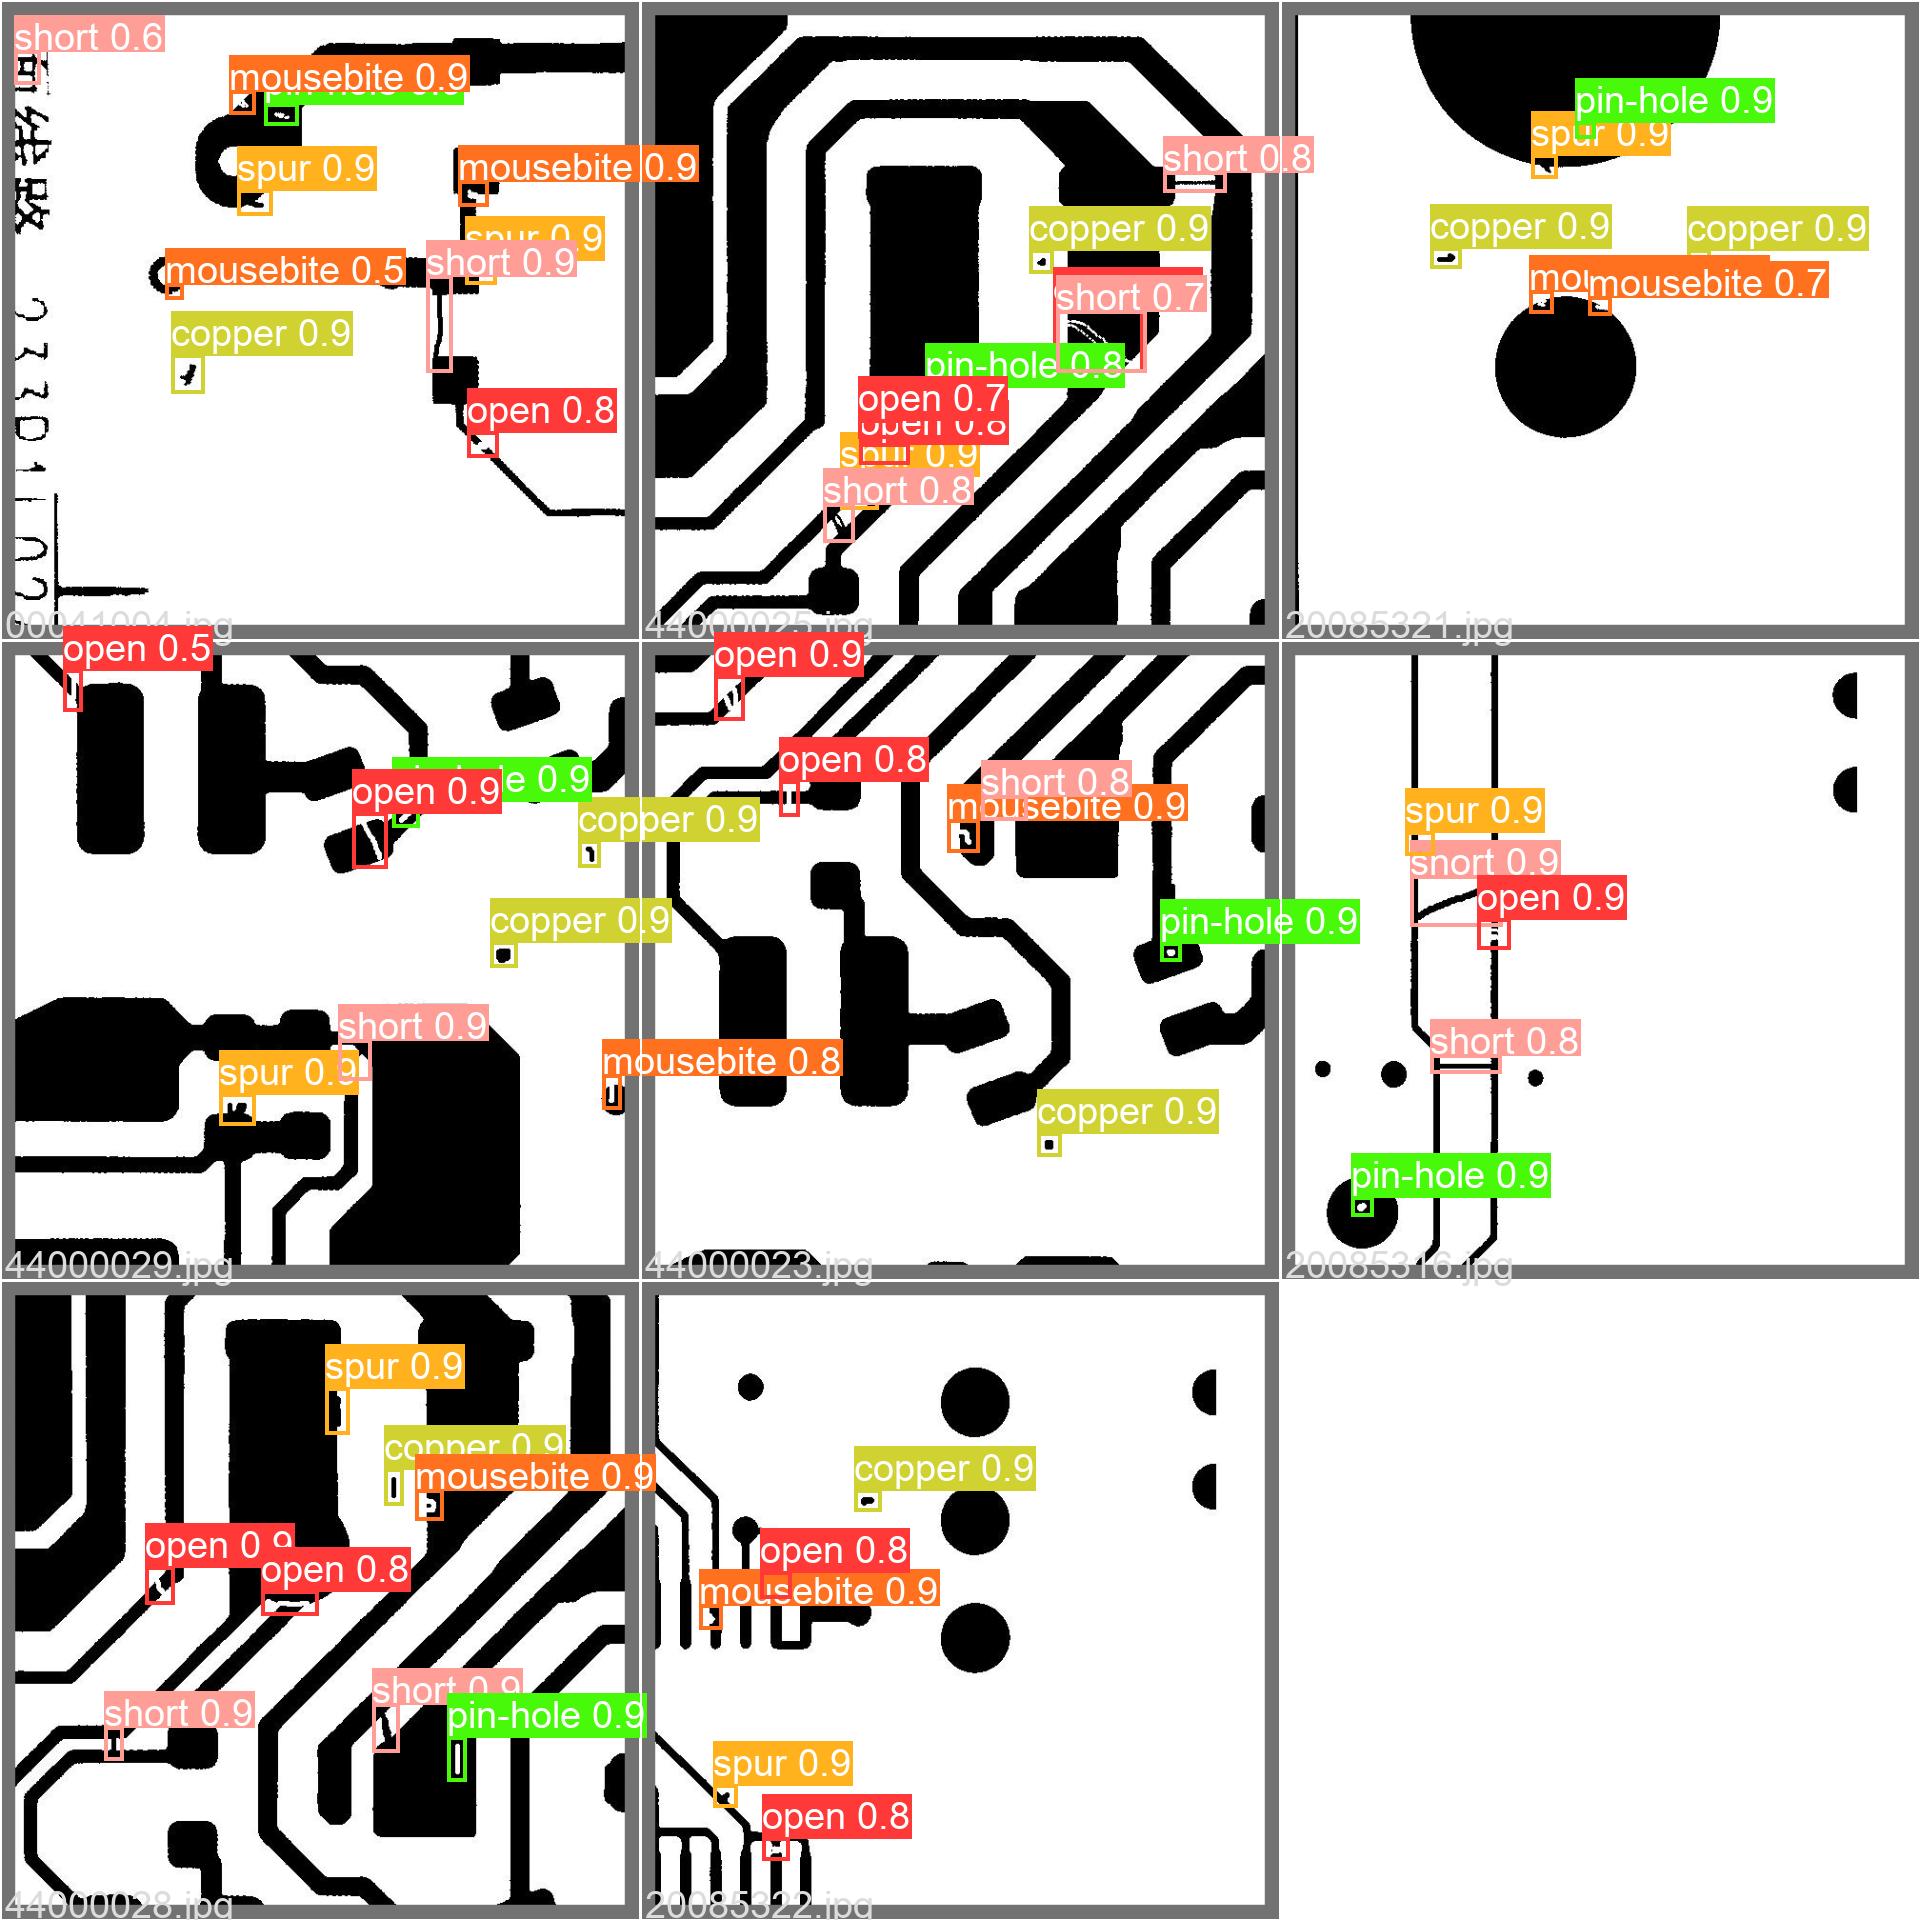 short 0.6
mousebite 0.9
spur 0.9
mousebite 0.9
spur 0.9
short 0.9
mousebite 0.5
copper 0.9
open 0.8
00041004.jpg
short 0.8
copper 0.9
short 0.7
pin-hole 0.8
open 0.7
open 0.8
spur 0.9
short 0.8
44000025.jpg
pin-hole 0.9
spur 0.9
copper 0.9
copper 0.9
mousebite 0.7
20085321.jpg
open 0.5
0.9
open 0.9
copper 0.9
copper 0.9
short 0.9
spur 0.9
mousebite 0.8
44000029.jpg
open 0.9
open 0.8
short 0.8
mousebite 0.9
pin-hole 0.9
copper 0.9
44000023.jpg
spur 0.9
short 0.9
open 0.9
short 0.8
pin-hole 0.9
20085316.jpg
spur 0.9
copper 0.9
mousebite 0.9
open 0.9
open 0.8
short 0.9
short 0.9
pin-hole 0.9
44000028.jpg
copper 0.9
open 0.8
mousebite 0.9
spur 0.9
open 0.8
20085322.jpg